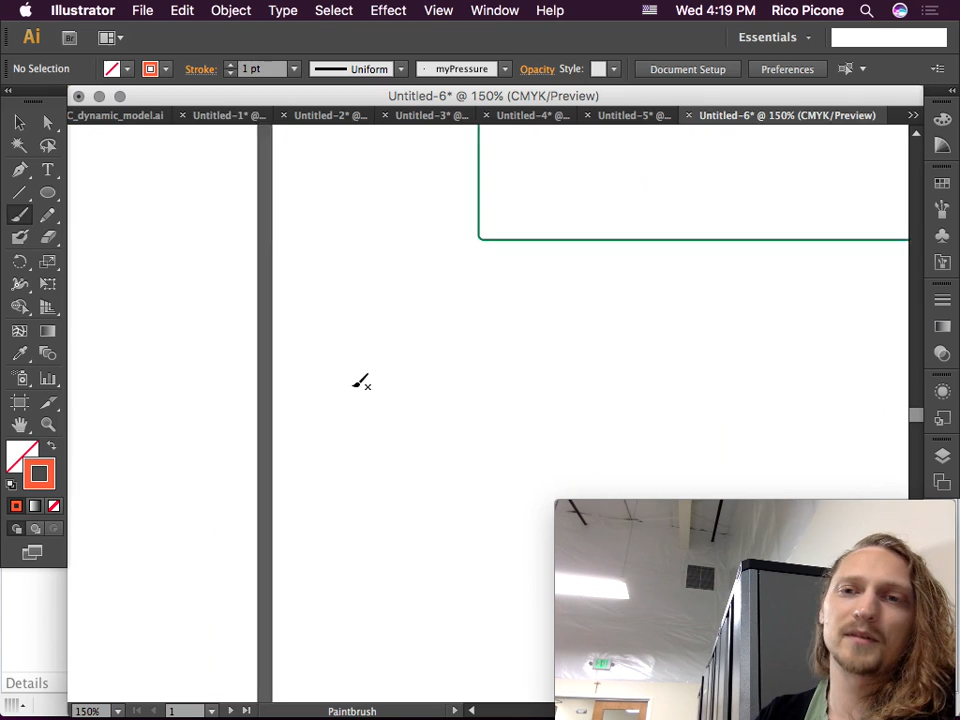 Illustrator File Edit Object Type Select Effect View Window Help Wed 4:19 PM Rico Picone
Ai Br Essentials
No Selection Stroke: 1 pt Uniform myPressure Opacity Style: Document Setup Preferences
Untitled-6* @ 150% (CMYK/Preview)
C_dynamic_model.ai × Untitled-1* @... × Untitled-2* @... × Untitled-3* @... × Untitled-4* @... × Untitled-5* @... × Untitled-6* @ 150% (CMYK/Preview) >>
T
Details
150% 1 Paintbrush